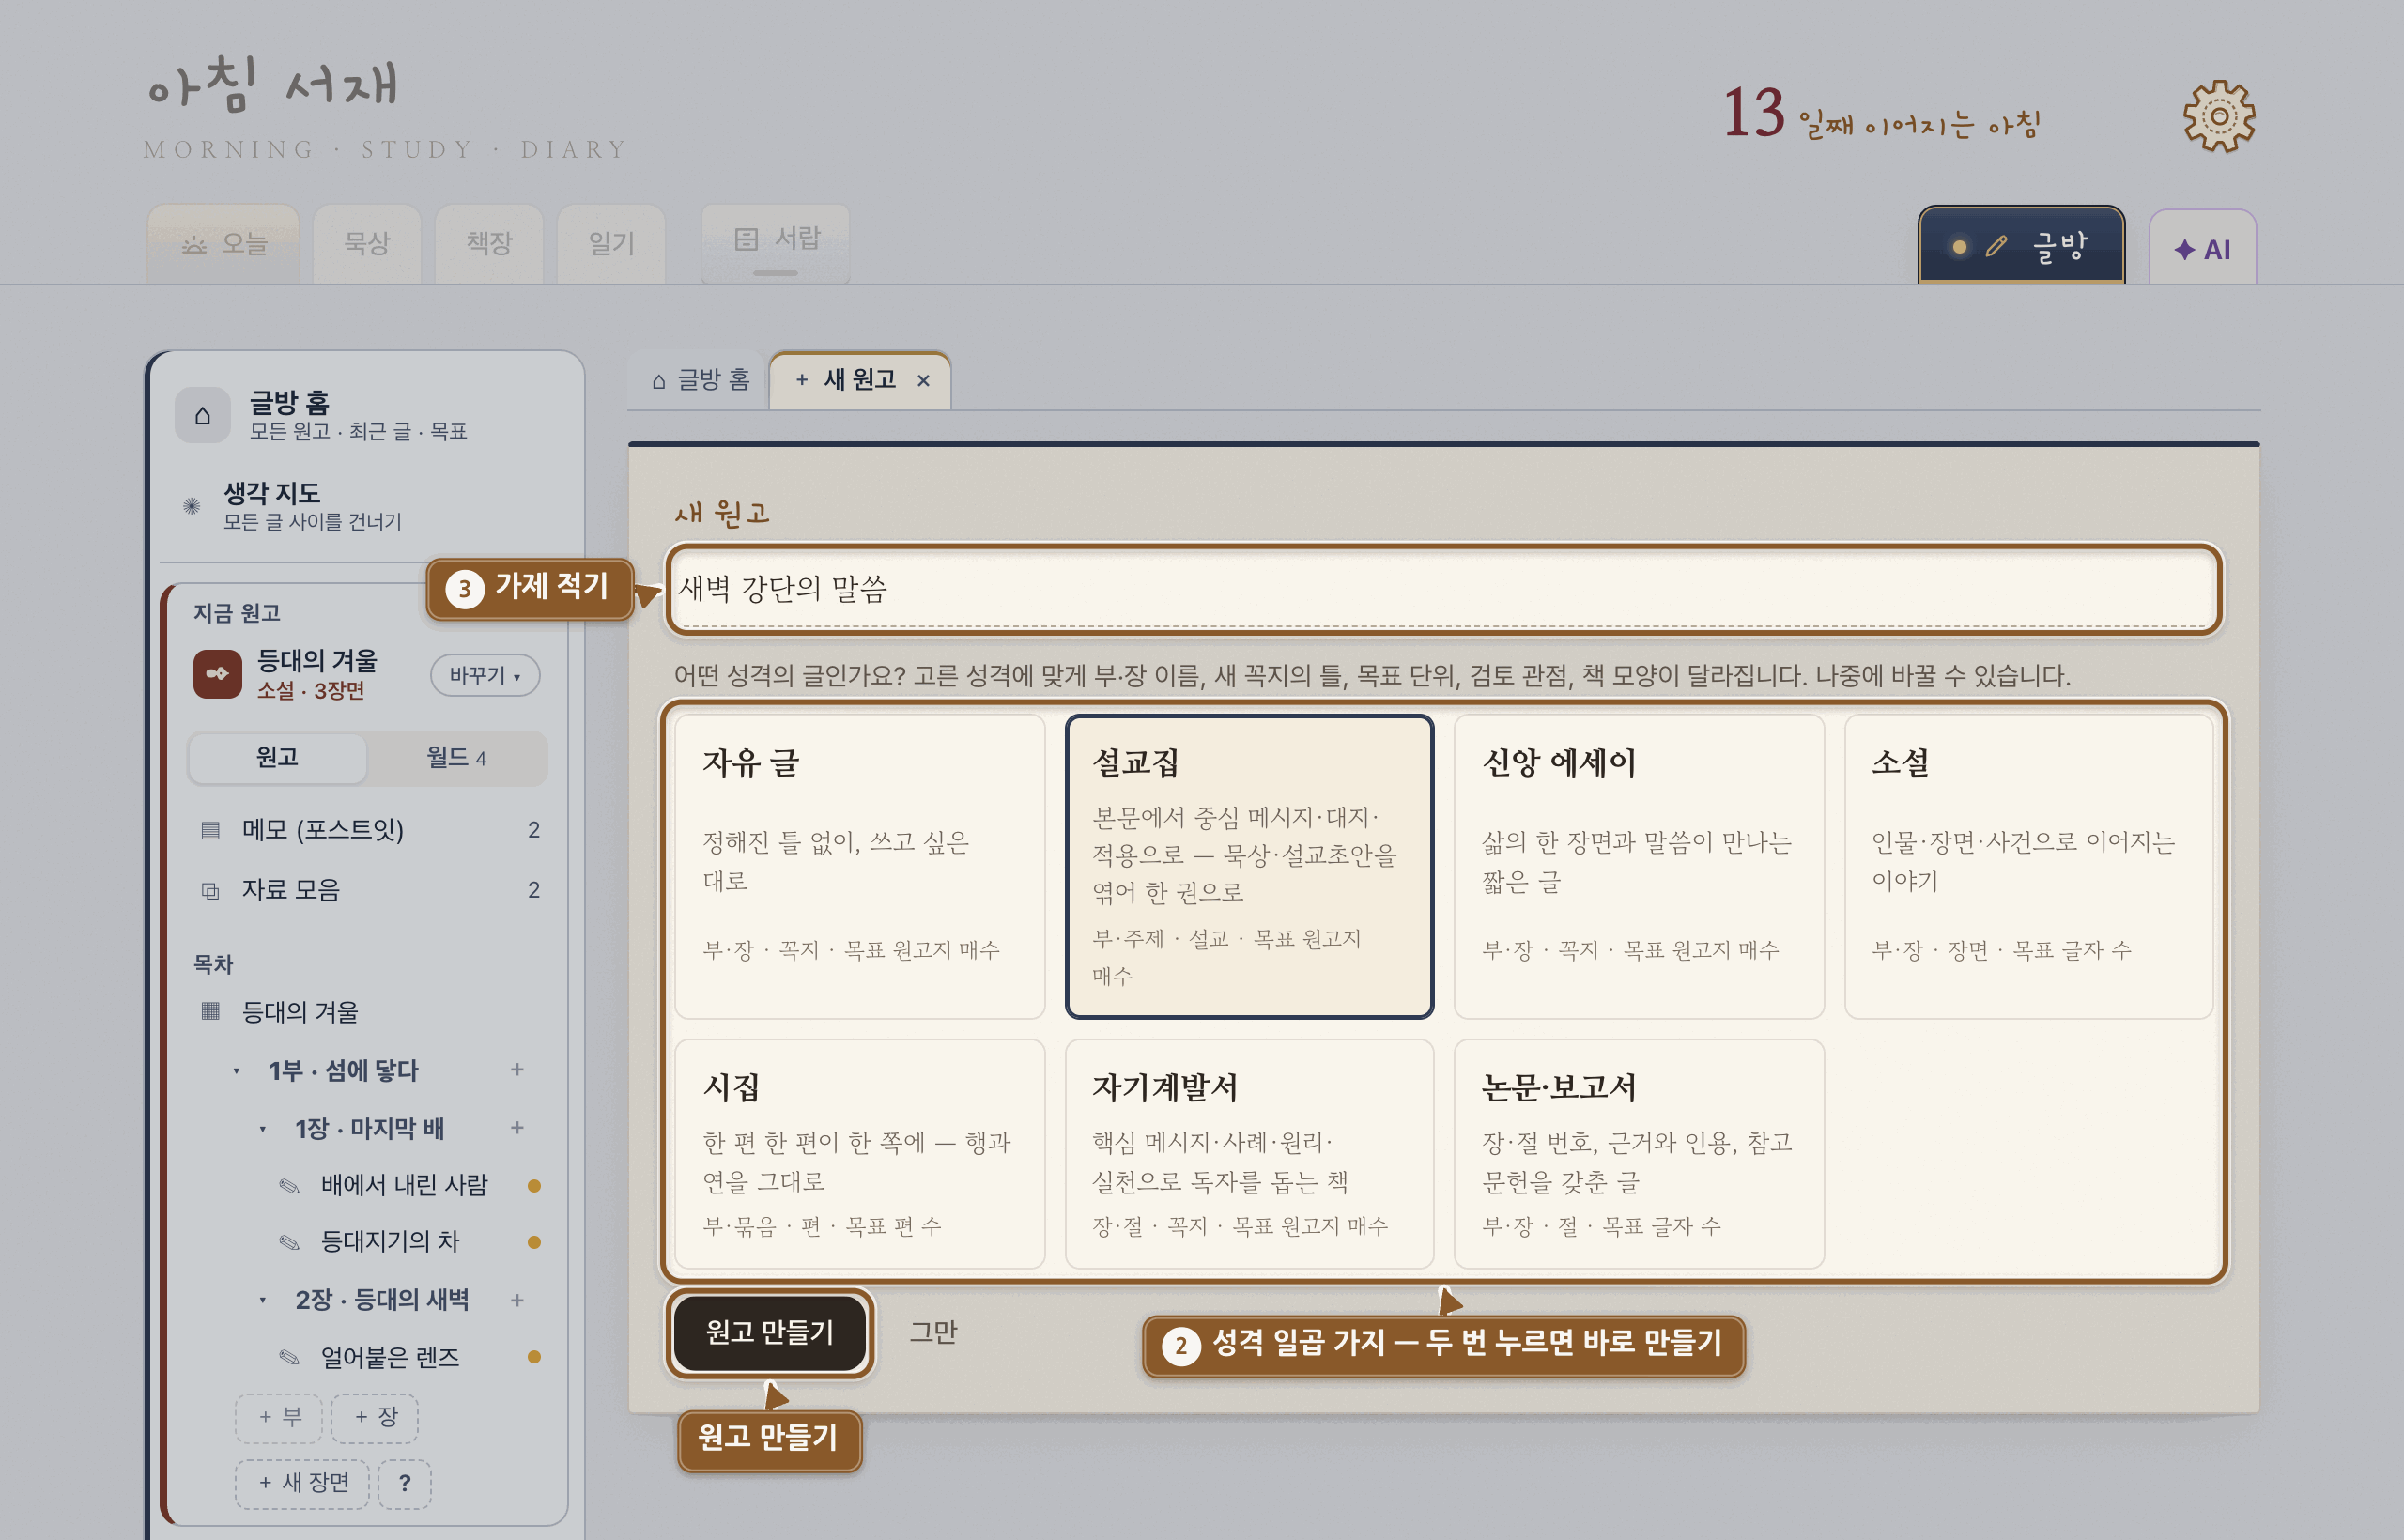 아침 서재
MORNING · STUDY · DIARY
13 일째 이어지는 아침
오늘
묵상
책장
일기
서랍
글방
AI
글방 홈
모든 원고 · 최근 글 · 목표
생각 지도
모든 글 사이를 건너기
지금 원고
등대의 겨울
소설 · 3장면
바꾸기 ▾
원고
월드 4
메모 (포스트잇) 2
자료 모음 2
목차
등대의 겨울
1부 · 섬에 닿다 +
1장 · 마지막 배 +
배에서 내린 사람
등대지기의 차
2장 · 등대의 새벽 +
얼어붙은 렌즈
+ 부
+ 장
+ 새 장면
?
글방 홈
+ 새 원고 ×
새 원고
3 가제 적기
새벽 강단의 말씀
어떤 성격의 글인가요? 고른 성격에 맞게 부·장 이름, 새 꼭지의 틀, 목표 단위, 검토 관점, 책 모양이 달라집니다. 나중에 바꿀 수 있습니다.
자유 글
정해진 틀 없이, 쓰고 싶은
대로
부·장 · 꼭지 · 목표 원고지 매수
설교집
본문에서 중심 메시지·대지·
적용으로 — 묵상·설교초안을
엮어 한 권으로
부·주제 · 설교 · 목표 원고지
매수
신앙 에세이
삶의 한 장면과 말씀이 만나는
짧은 글
부·장 · 꼭지 · 목표 원고지 매수
소설
인물·장면·사건으로 이어지는
이야기
부·장 · 장면 · 목표 글자 수
시집
한 편 한 편이 한 쪽에 — 행과
연을 그대로
부·묶음 · 편 · 목표 편 수
자기계발서
핵심 메시지·사례·원리·
실천으로 독자를 돕는 책
장·절 · 꼭지 · 목표 원고지 매수
논문·보고서
장·절 번호, 근거와 인용, 참고
문헌을 갖춘 글
부·장 · 절 · 목표 글자 수
원고 만들기
그만
2 성격 일곱 가지 — 두 번 누르면 바로 만들기
원고 만들기